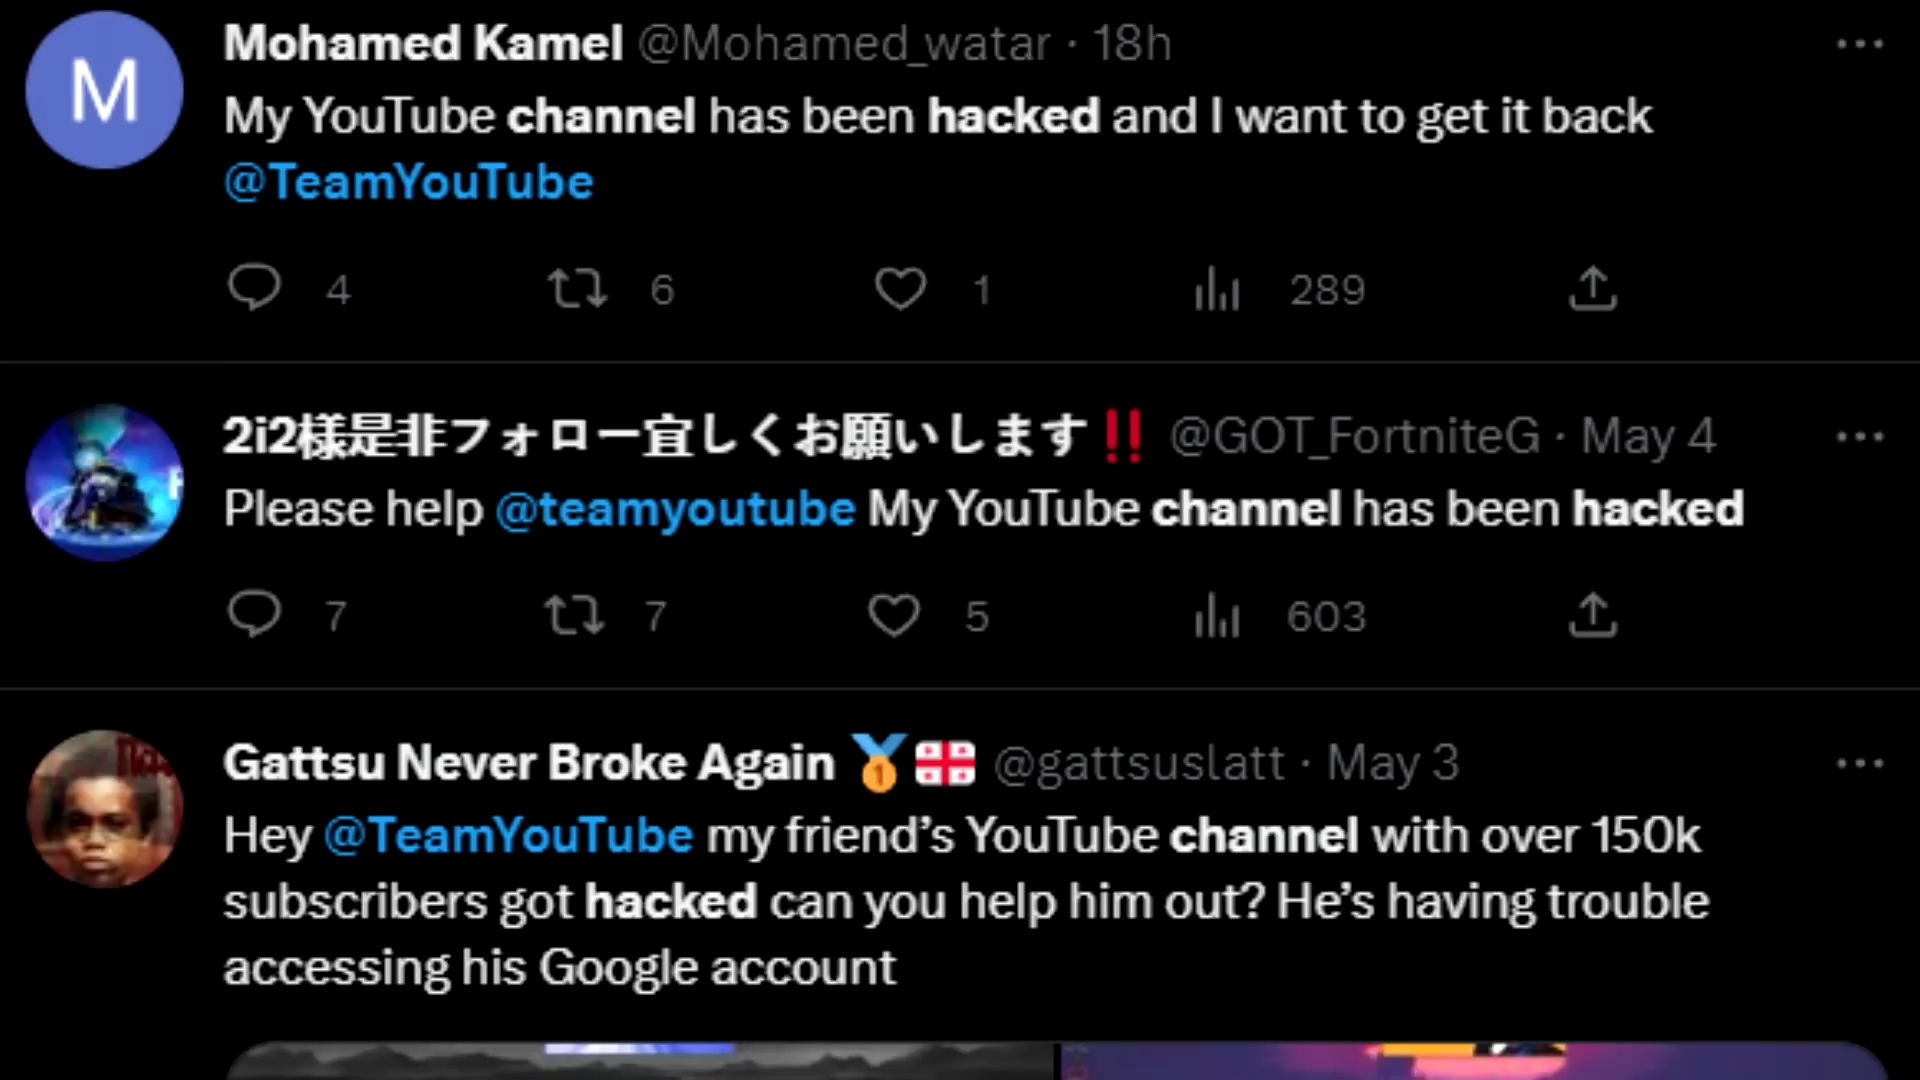 M
Mohamed Kamel @Mohamed_watar · 18h
My YouTube channel has been hacked and I want to get it back
@TeamYouTube
4 6 1 289
2i2様是非フォロー宜しくお願いします‼️ @GOT_FortniteG · May 4
Please help @teamyoutube My YouTube channel has been hacked
7 7 5 603
Gattsu Never Broke Again 🏅🇬🇪 @gattsuslatt · May 3
Hey @TeamYouTube my friend’s YouTube channel with over 150k
subscribers got hacked can you help him out? He’s having trouble
accessing his Google account